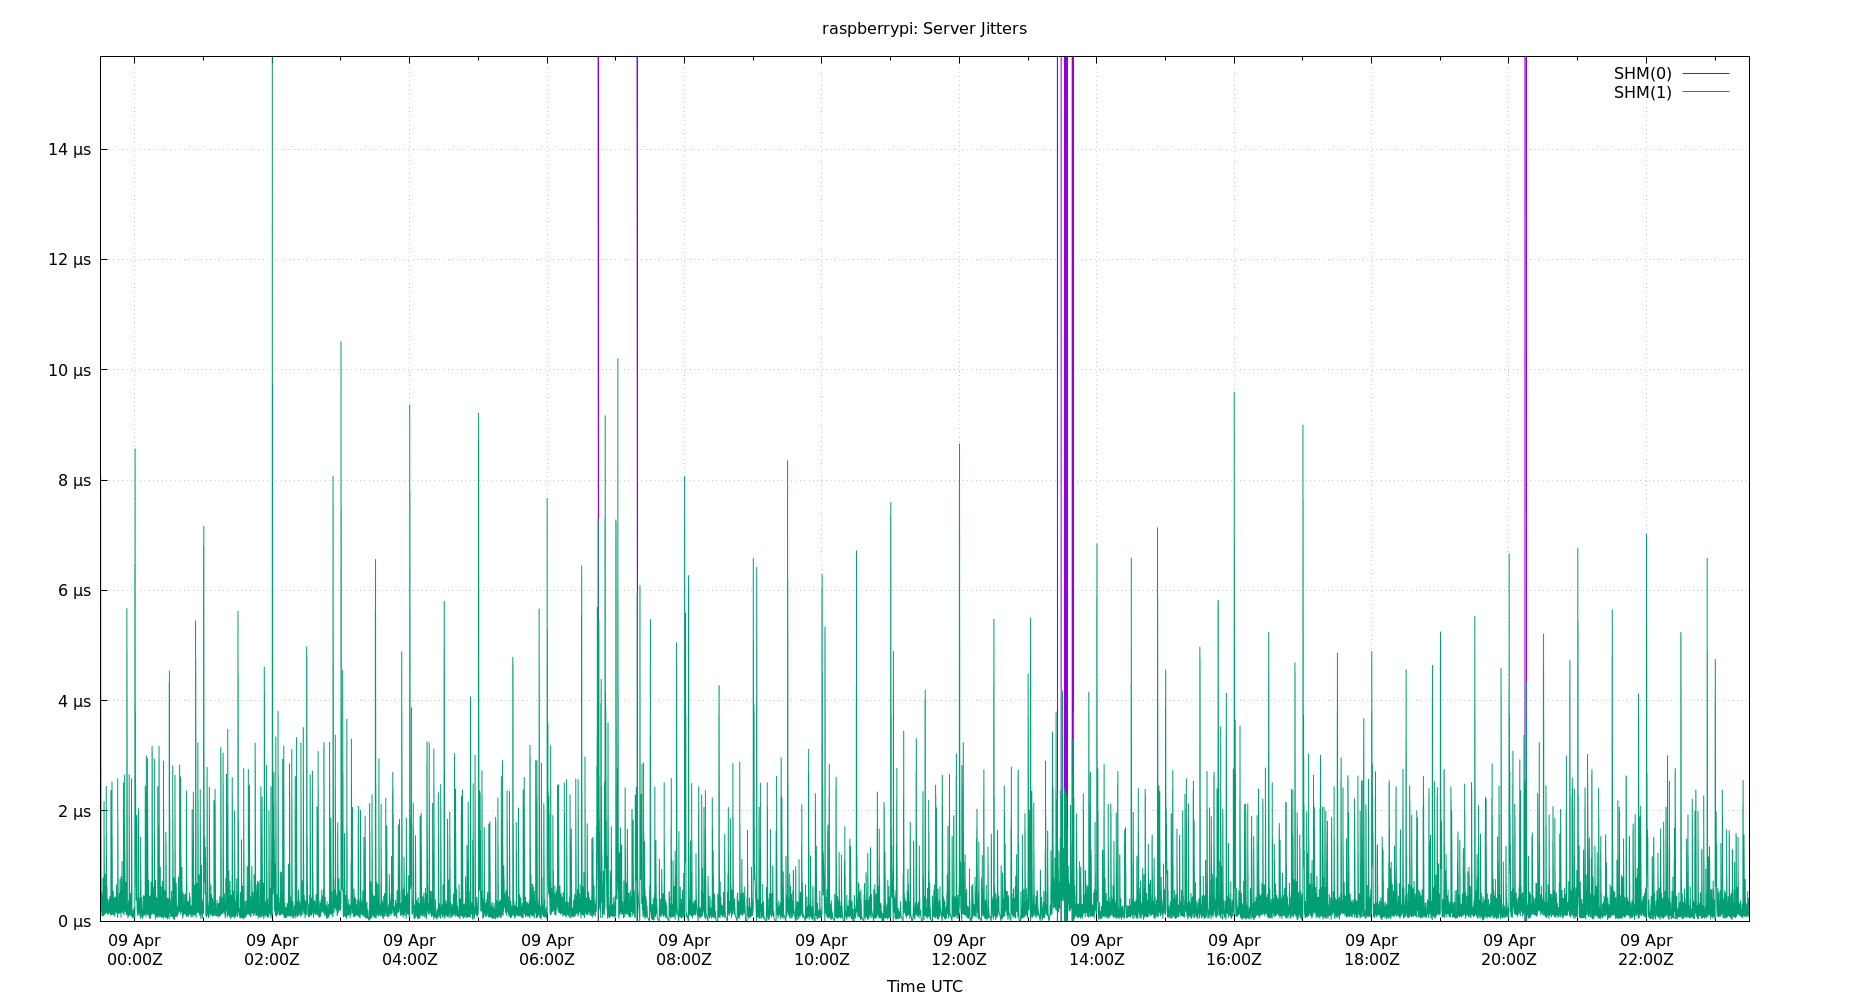 raspberrypi: Server Jitters
SHM(0)
SHM(1)
14 µs
12 µs
10 µs
8 µs
6 µs
4 µs
2 µs
0 µs
09 Apr 09 Apr 09 Apr 09 Apr 09 Apr 09 Apr 09 Apr 09 Apr 09 Apr 09 Apr 09 Apr 09 Apr
00:00Z 02:00Z 04:00Z 06:00Z 08:00Z 10:00Z 12:00Z 14:00Z 16:00Z 18:00Z 20:00Z 22:00Z
Time UTC